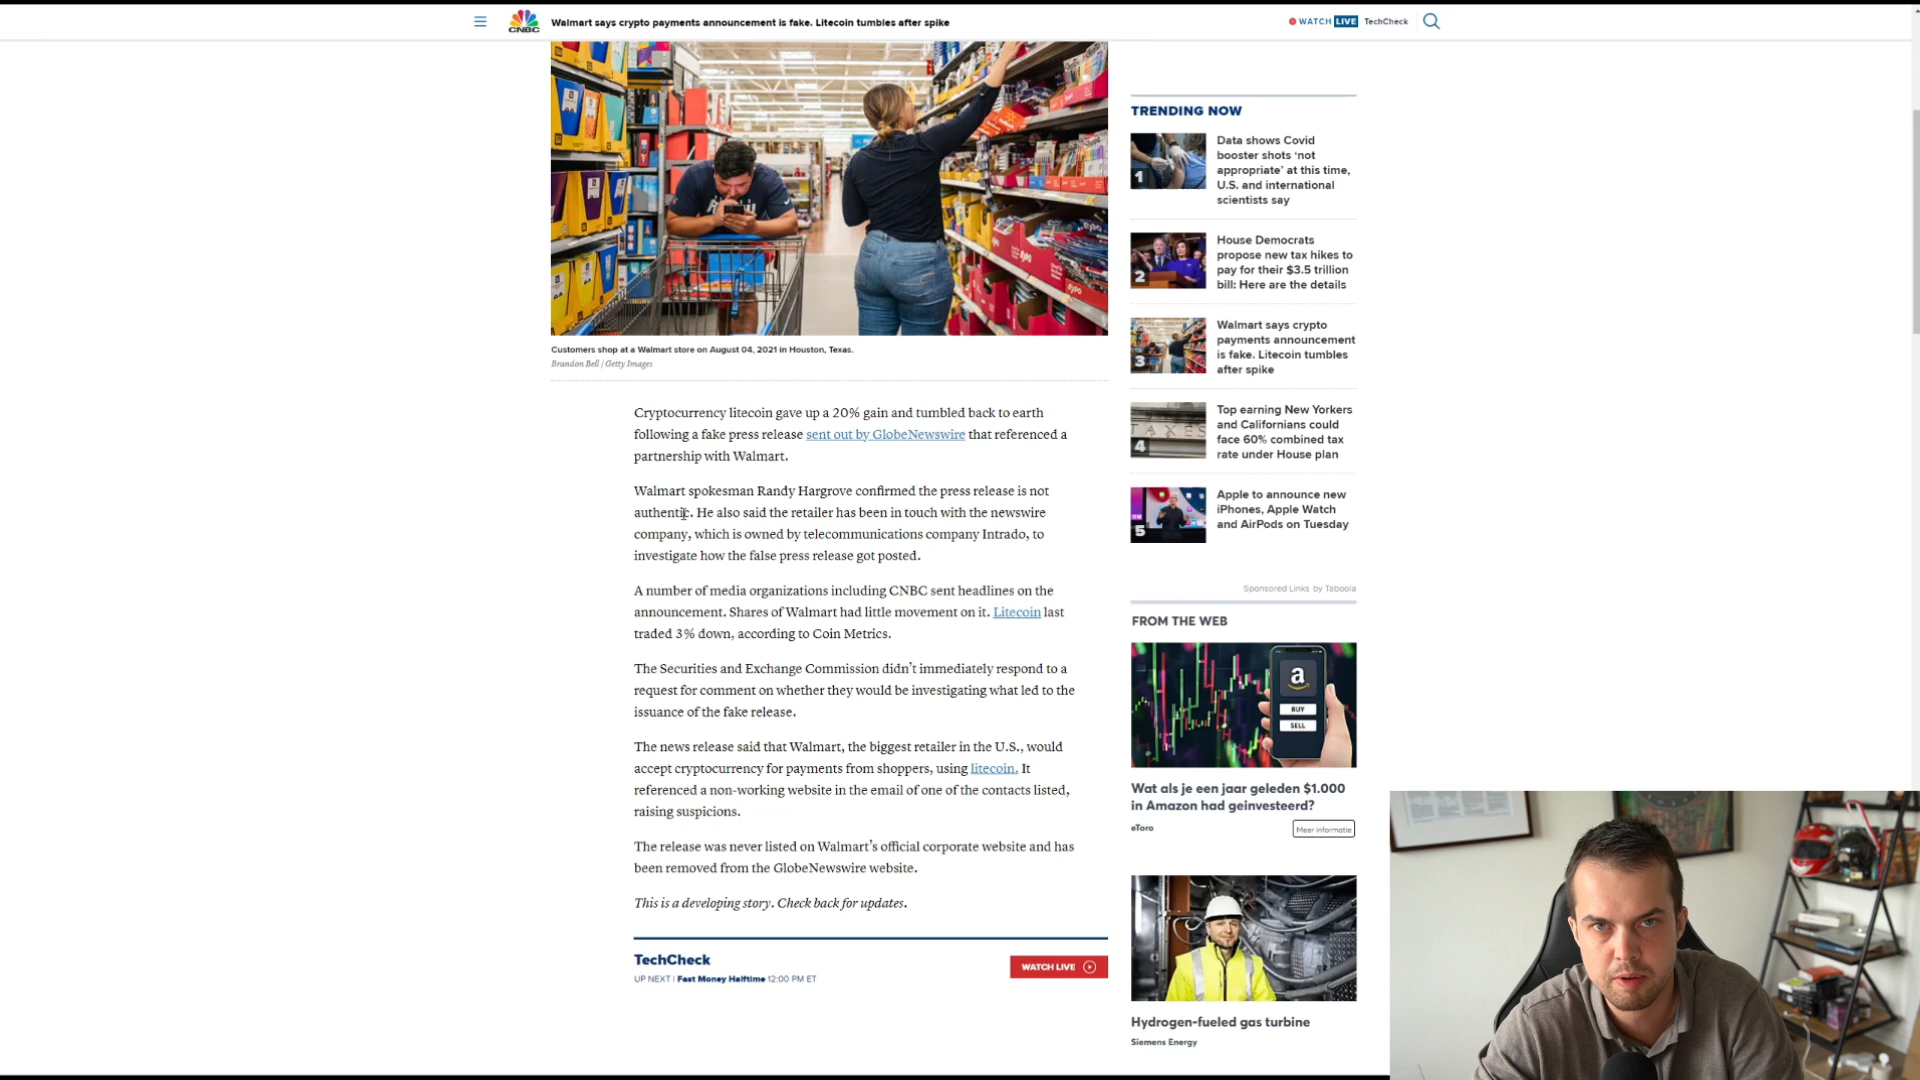 CNBC
Walmart says crypto payments announcement is fake. Litecoin tumbles after spike
WATCH LIVE TechCheck
Customers shop at a Walmart store on August 04, 2021 in Houston, Texas.
Brandon Bell | Getty Images
Cryptocurrency litecoin gave up a 20% gain and tumbled back to earth
following a fake press release sent out by GlobeNewswire that referenced a
partnership with Walmart.
Walmart spokesman Randy Hargrove confirmed the press release is not
authentic. He also said the retailer has been in touch with the newswire
company, which is owned by telecommunications company Intrado, to
investigate how the false press release got posted.
A number of media organizations including CNBC sent headlines on the
announcement. Shares of Walmart had little movement on it. Litecoin last
traded 3% down, according to Coin Metrics.
The Securities and Exchange Commission didn't immediately respond to a
request for comment on whether they would be investigating what led to the
issuance of the fake release.
The news release said that Walmart, the biggest retailer in the U.S., would
accept cryptocurrency for payments from shoppers, using litecoin. It
referenced a non-working website in the email of one of the contacts listed,
raising suspicions.
The release was never listed on Walmart's official corporate website and has
been removed from the GlobeNewswire website.
This is a developing story. Check back for updates.
TechCheck
UP NEXT | Fast Money Halftime 12:00 PM ET
WATCH LIVE
TRENDING NOW
1
Data shows Covid
booster shots 'not
appropriate' at this time,
U.S. and international
scientists say
2
House Democrats
propose new tax hikes to
pay for their $3.5 trillion
bill: Here are the details
3
Walmart says crypto
payments announcement
is fake. Litecoin tumbles
after spike
TAXES
4
Top earning New Yorkers
and Californians could
face 60% combined tax
rate under House plan
5
Apple to announce new
iPhones, Apple Watch
and AirPods on Tuesday
Sponsored Links by Taboola
FROM THE WEB
a
BUY
SELL
Wat als je een jaar geleden $1.000
in Amazon had geinvesteerd?
eToro
Meer informatie
Hydrogen-fueled gas turbine
Siemens Energy